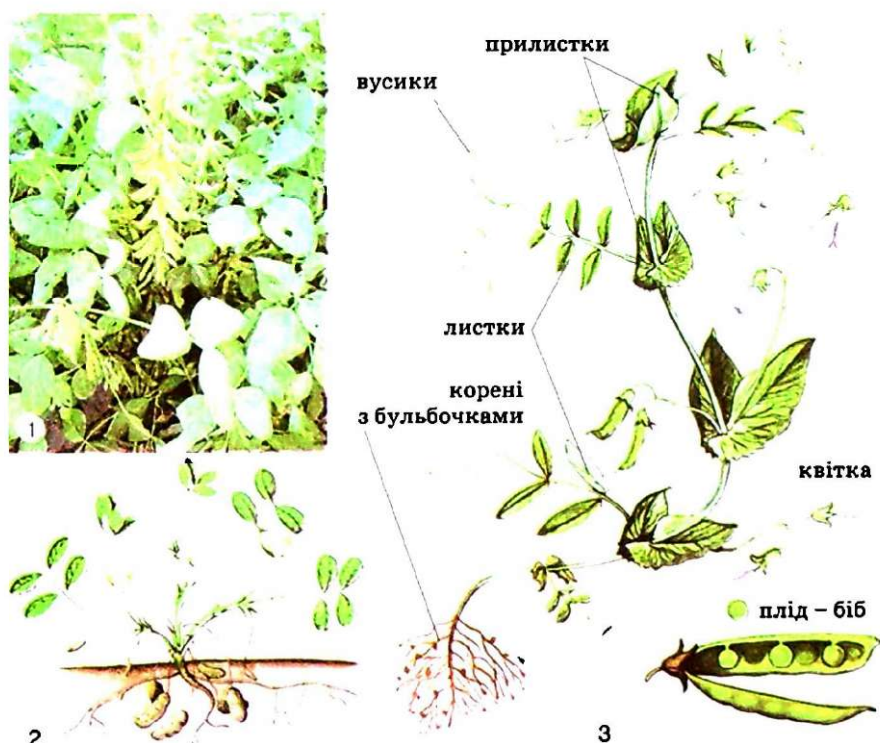 прилистки
вусики
листки
корені
з бульбочками
1
квітка
плід – біб
2
3